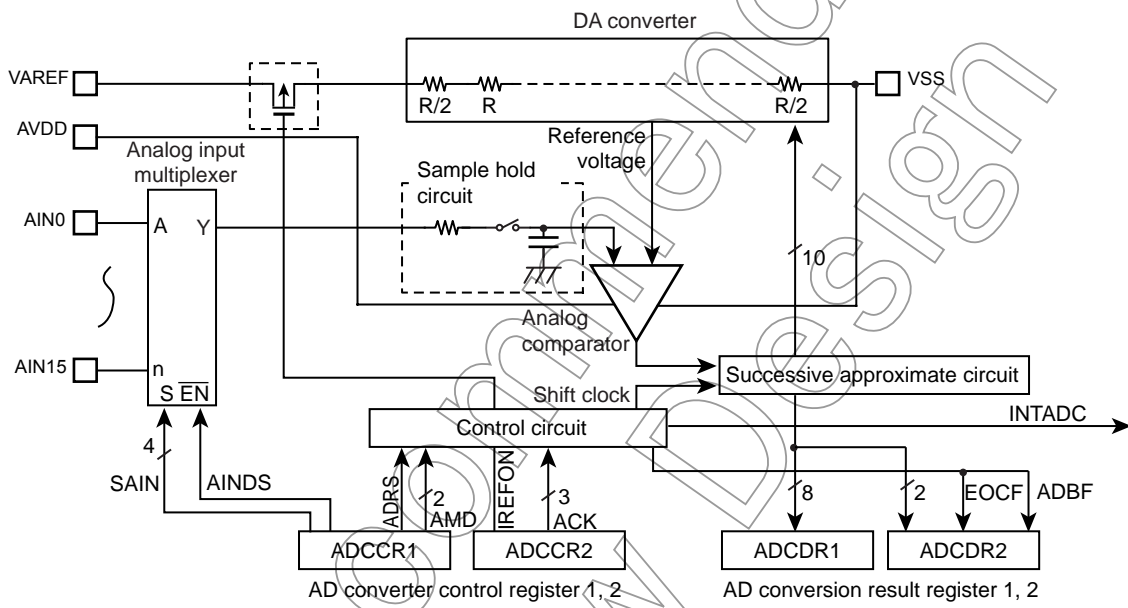 DA converter
VAREF
VSS
R/2
R
R/2
AVDD
Reference
voltage
Analog input
multiplexer
Sample hold
circuit
AIN0
A
Y
10
Analog
comparator
AIN15
n
S
EN
Successive approximate circuit
Shift clock
INTADC
Control circuit
4
SAIN
AINDS
ADRS
2
AMD
IREFON
3
ACK
8
2
EOCF
ADBF
ADCCR1
ADCCR2
ADCDR1
ADCDR2
AD converter control register 1, 2
AD conversion result register 1, 2
commend
w Design